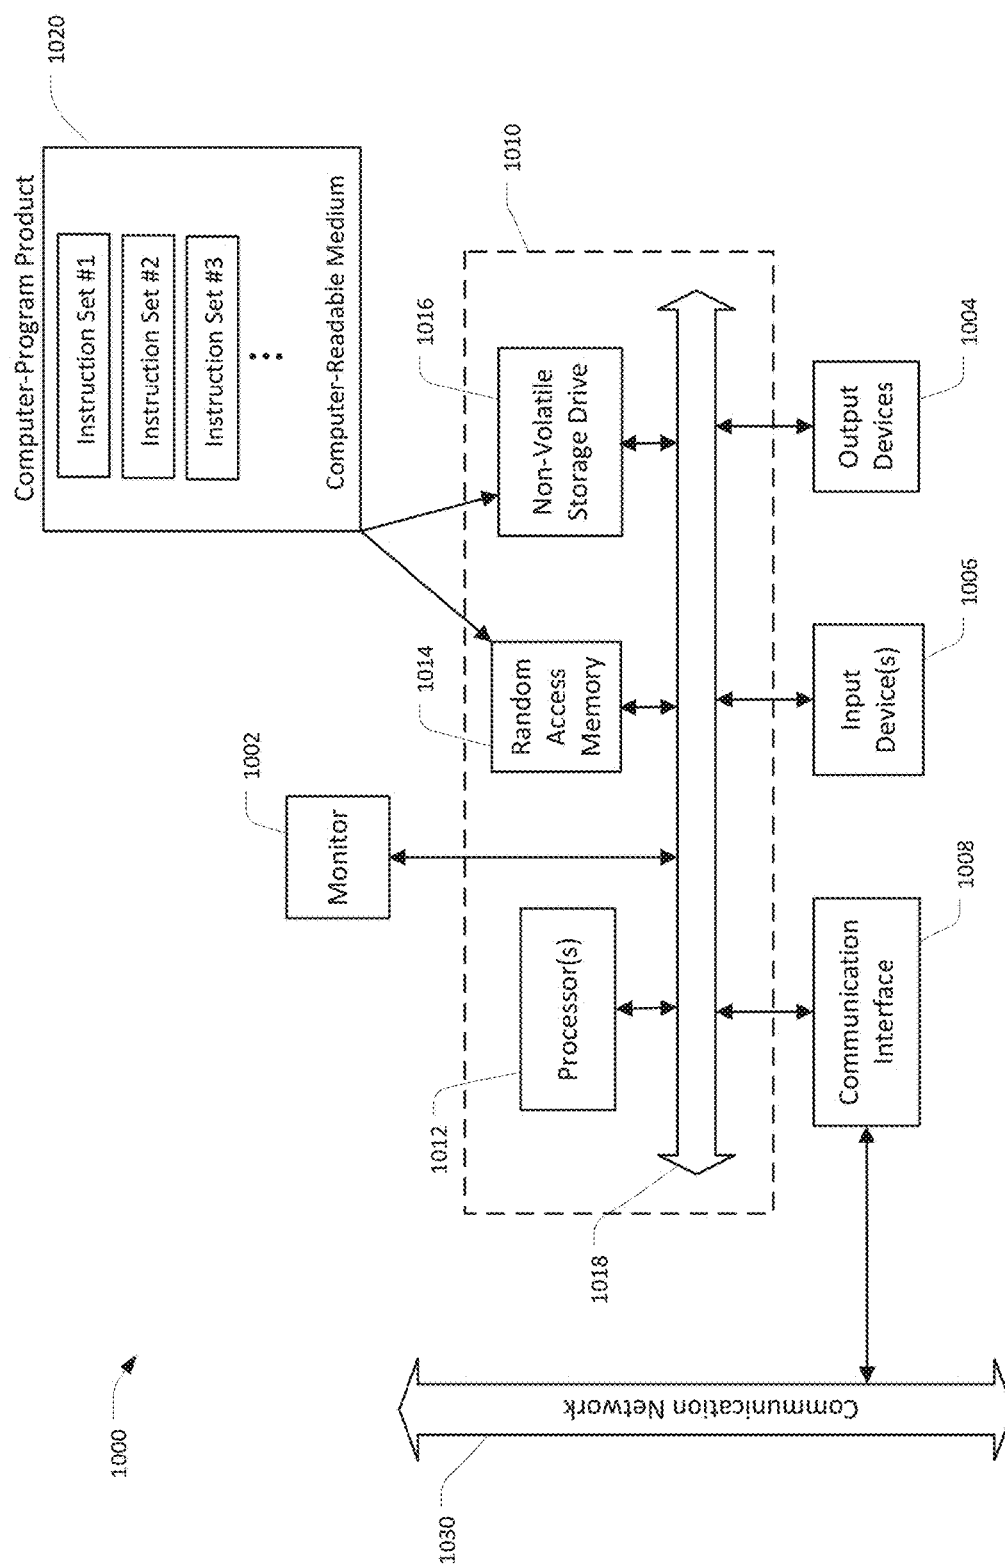 1000
1020
Computer-Program Product
Instruction Set #1
Instruction Set #2
Instruction Set #3
Computer-Readable Medium
1002
Monitor
1010
1012
Processor(s)
1014
Random
Access
Memory
1016
Non-Volatile
Storage Drive
1018
1030
Communication Network
1008
Communication
Interface
1006
Input
Device(s)
1004
Output
Devices